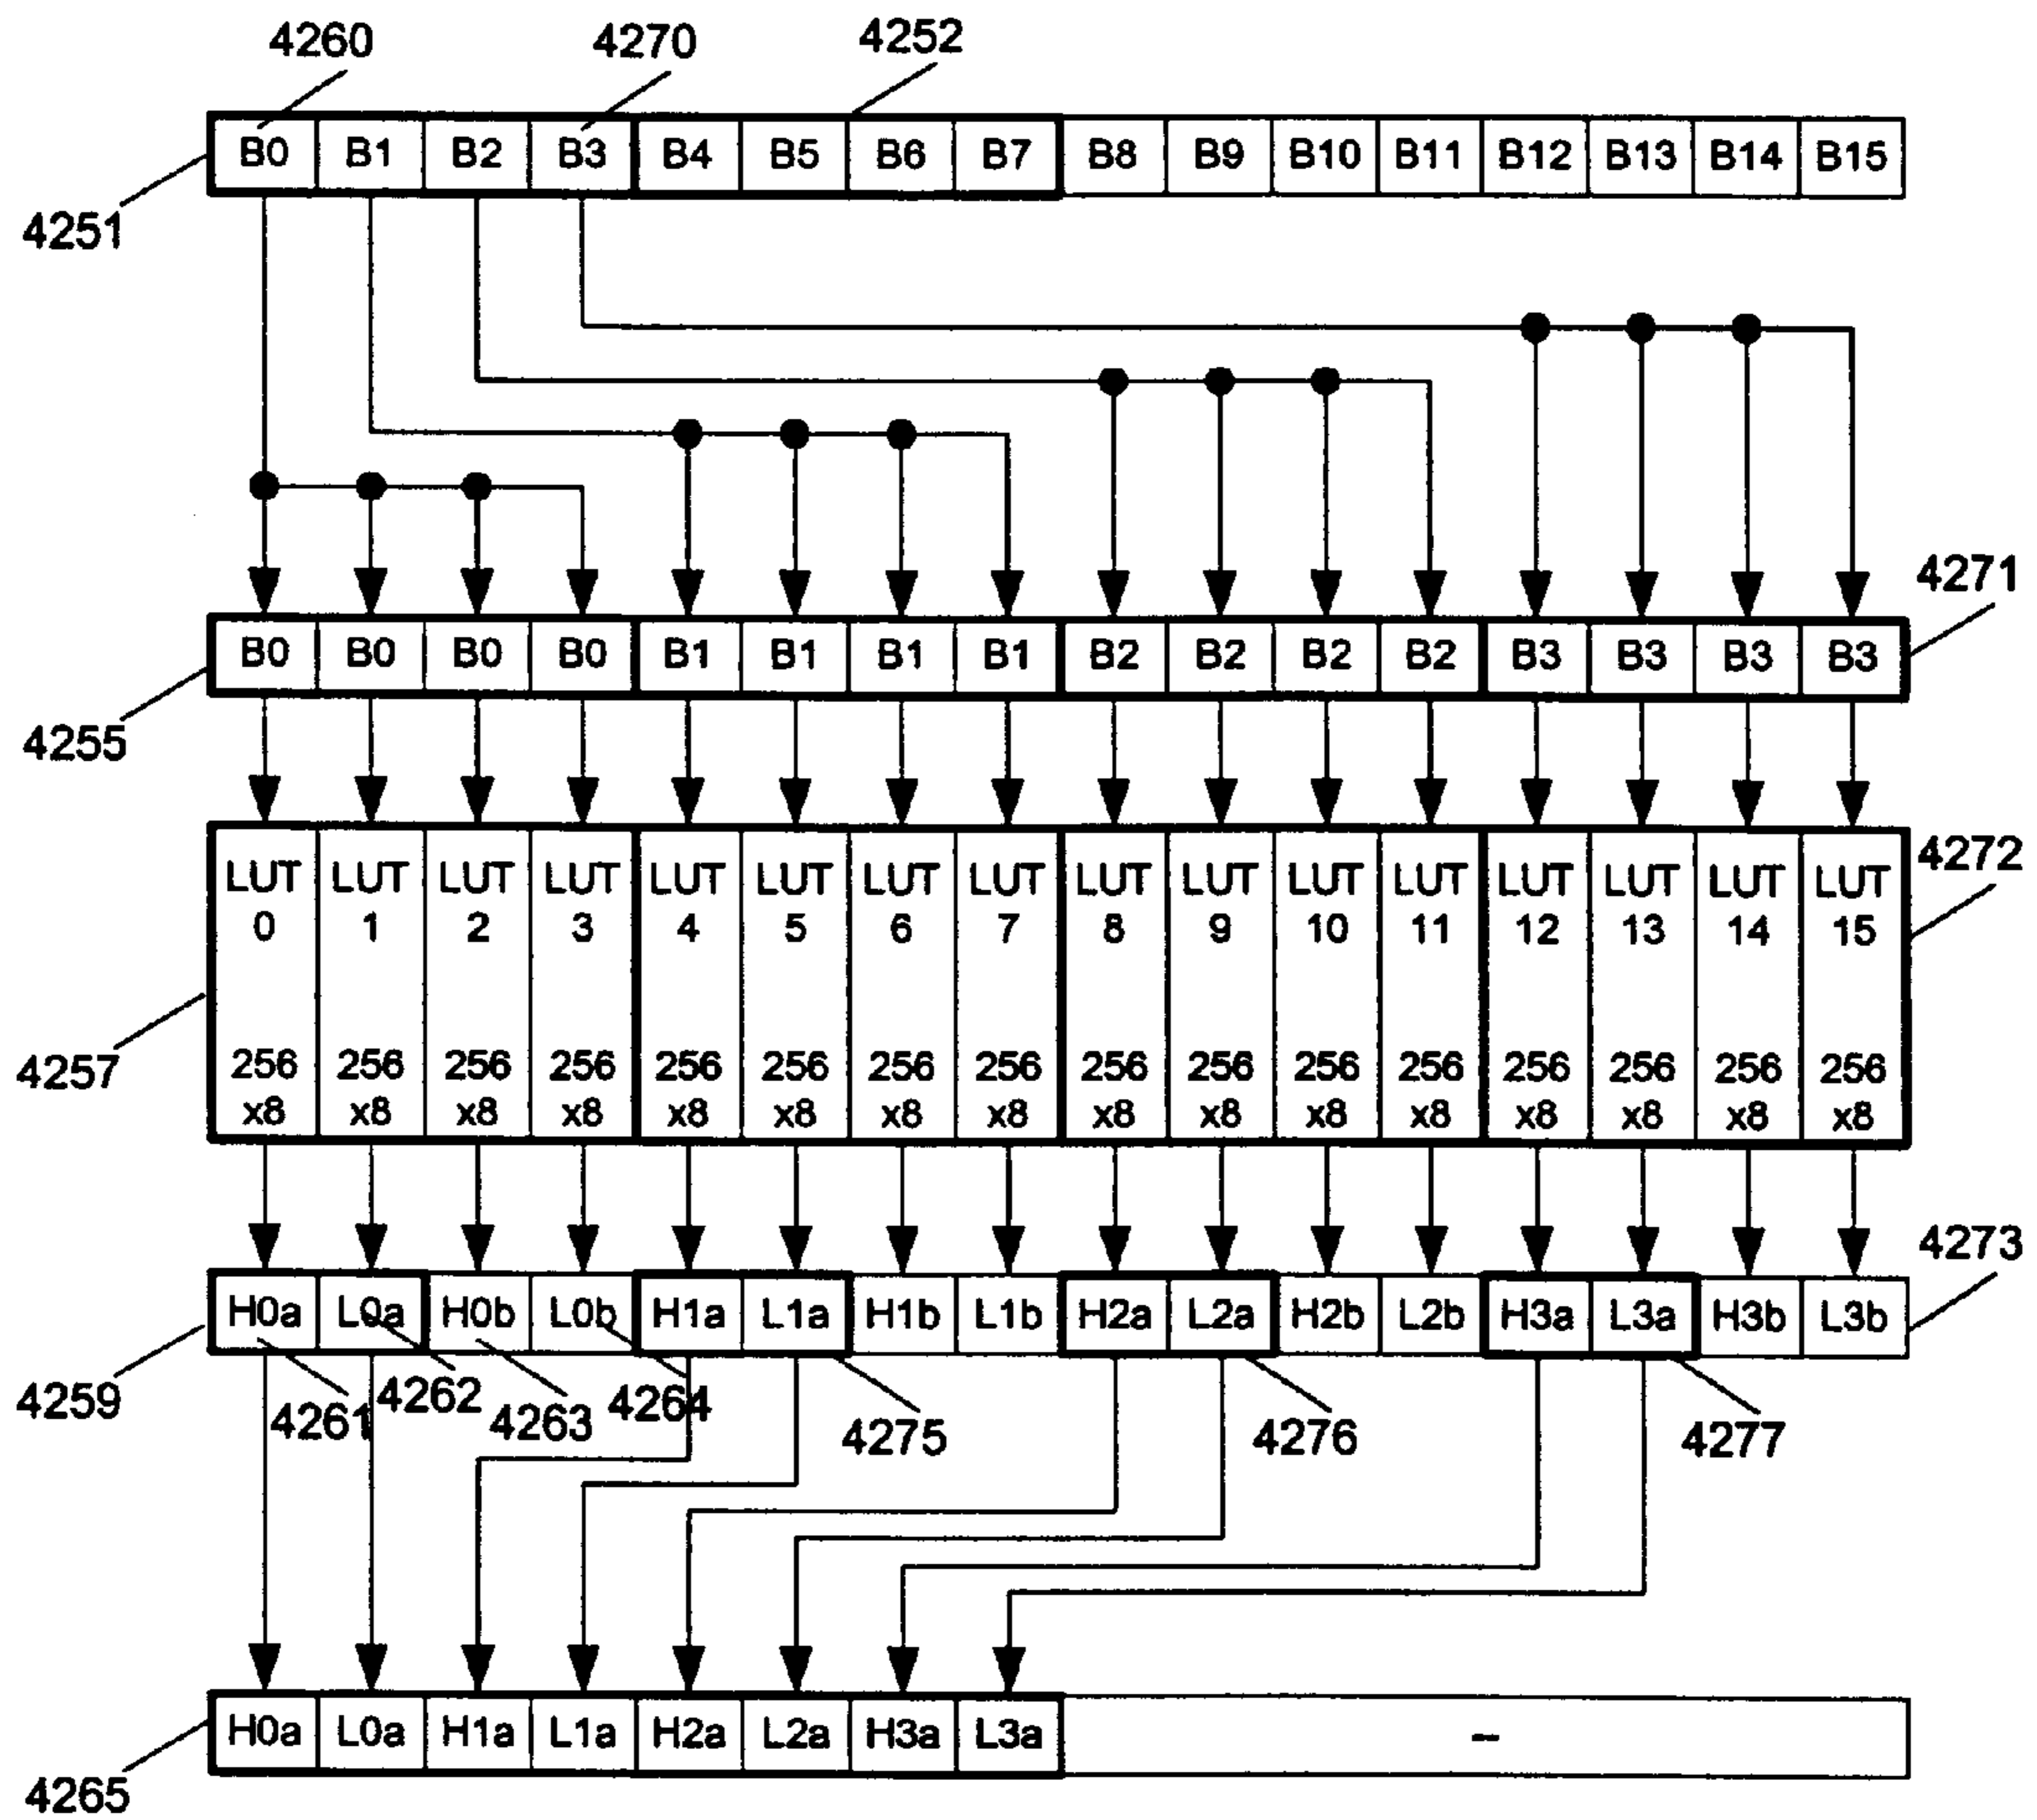 4260 4270 4252
B0 B1 B2 B3 B4 B5 B6 B7 B8 B9 B10 B11 B12 B13 B14 B15
4251
4271
B0 B0 B0 B0 B1 B1 B1 B1 B2 B2 B2 B2 B3 B3 B3 B3
4255
4272
LUT LUT LUT LUT LUT LUT LUT LUT LUT LUT LUT LUT LUT LUT LUT LUT
0 1 2 3 4 5 6 7 8 9 10 11 12 13 14 15
4257
256 256 256 256 256 256 256 256 256 256 256 256 256 256 256 256
x8 x8 x8 x8 x8 x8 x8 x8 x8 x8 x8 x8 x8 x8 x8 x8
4273
H0a L0a H0b L0b H1a L1a H1b L1b H2a L2a H2b L2b H3a L3a H3b L3b
4259 4261 4262 4263 4264 4275 4276 4277
H0a L0a H1a L1a H2a L2a H3a L3a –
4265